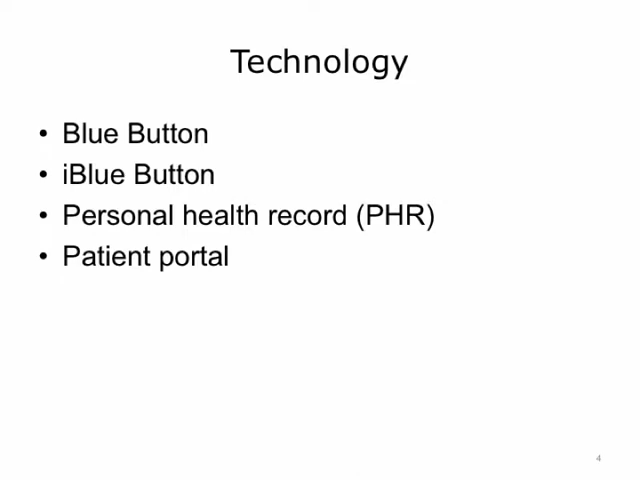 Technology
• Blue Button
• iBlue Button
• Personal health record (PHR)
• Patient portal
4